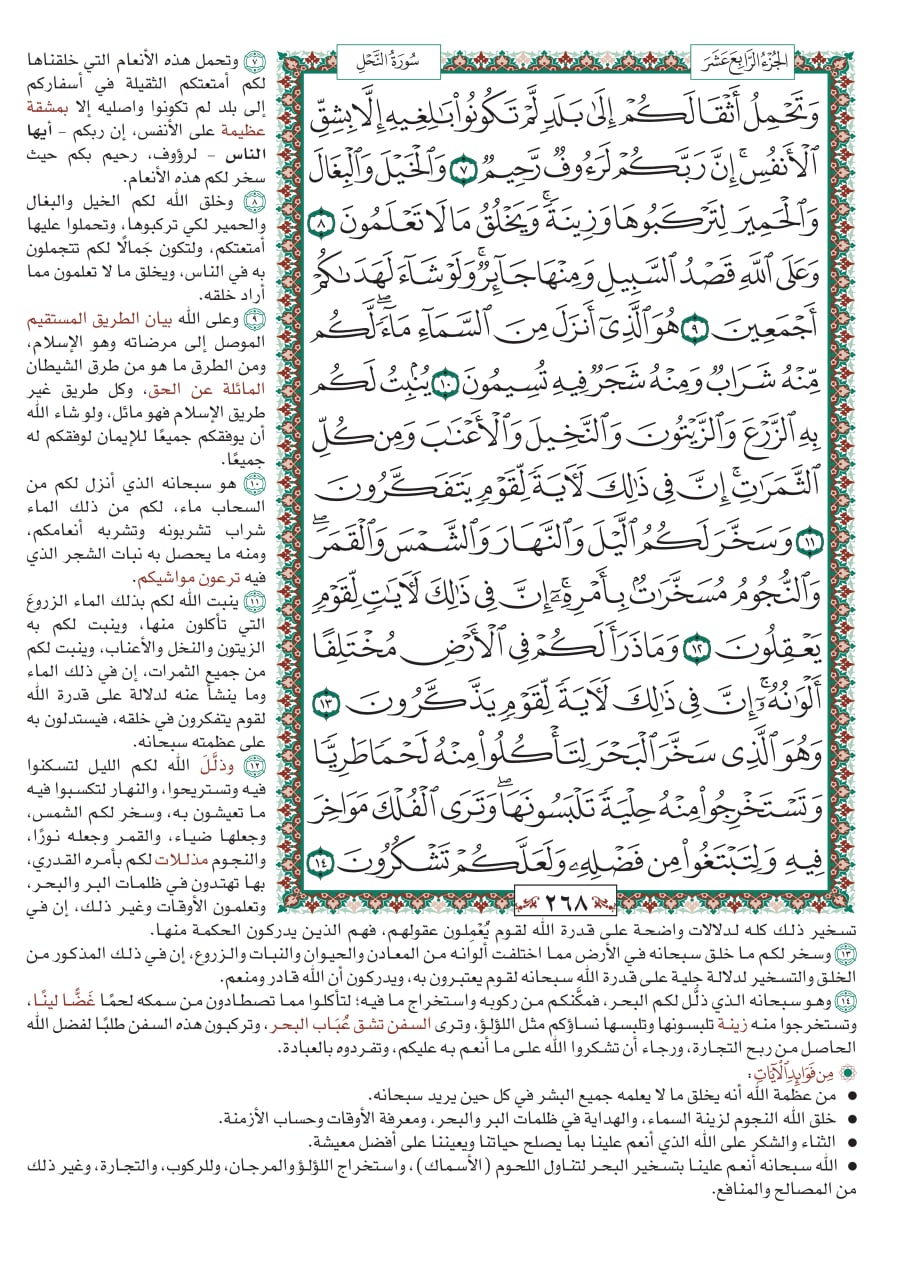 الجزء الرابع عشر
سورة النحل
وَتَحْمِلُ أَثْقَالَكُمْ إِلَىٰ بَلَدٍ لَّمْ تَكُونُوا۟ بَٰلِغِيهِ إِلَّا بِشِقِّ
ٱلْأَنفُسِ ۚ إِنَّ رَبَّكُمْ لَرَءُوفٌ رَّحِيمٌ ٧ وَٱلْخَيْلَ وَٱلْبِغَالَ
وَٱلْحَمِيرَ لِتَرْكَبُوهَا وَزِينَةً ۚ وَيَخْلُقُ مَا لَا تَعْلَمُونَ ٨
وَعَلَى ٱللَّهِ قَصْدُ ٱلسَّبِيلِ وَمِنْهَا جَآئِرٌ ۚ وَلَوْ شَآءَ لَهَدَىٰكُمْ
أَجْمَعِينَ ٩ هُوَ ٱلَّذِىٓ أَنزَلَ مِنَ ٱلسَّمَآءِ مَآءً ۖ لَّكُم
مِّنْهُ شَرَابٌ وَمِنْهُ شَجَرٌ فِيهِ تُسِيمُونَ ١٠ يُنۢبِتُ لَكُم
بِهِ ٱلزَّرْعَ وَٱلزَّيْتُونَ وَٱلنَّخِيلَ وَٱلْأَعْنَٰبَ وَمِن كُلِّ
ٱلثَّمَرَٰتِ ۗ إِنَّ فِى ذَٰلِكَ لَءَايَةً لِّقَوْمٍ يَتَفَكَّرُونَ
١١ وَسَخَّرَ لَكُمُ ٱلَّيْلَ وَٱلنَّهَارَ وَٱلشَّمْسَ وَٱلْقَمَرَ ۖ
وَٱلنُّجُومُ مُسَخَّرَٰتٌۢ بِأَمْرِهِۦٓ ۗ إِنَّ فِى ذَٰلِكَ لَءَايَٰتٍ لِّقَوْمٍ
يَعْقِلُونَ ١٢ وَمَا ذَرَأَ لَكُمْ فِى ٱلْأَرْضِ مُخْتَلِفًا
أَلْوَٰنُهُۥٓ ۗ إِنَّ فِى ذَٰلِكَ لَءَايَةً لِّقَوْمٍ يَذَّكَّرُونَ ١٣
وَهُوَ ٱلَّذِى سَخَّرَ ٱلْبَحْرَ لِتَأْكُلُوا۟ مِنْهُ لَحْمًا طَرِيًّا
وَتَسْتَخْرِجُوا۟ مِنْهُ حِلْيَةً تَلْبَسُونَهَا ۖ وَتَرَى ٱلْفُلْكَ مَوَاخِرَ
فِيهِ وَلِتَبْتَغُوا۟ مِن فَضْلِهِۦ وَلَعَلَّكُمْ تَشْكُرُونَ ١٤
٢٦٨
٧ وتحمل هذه الأنعام التي خلقناها
لكم أمتعتكم الثقيلة في أسفاركم
إلى بلد لم تكونوا واصليه إلا بمشقة
عظيمة على الأنفس، إن ربكم - أيها
الناس - لرؤوف، رحيم بكم حيث
سخر لكم هذه الأنعام.
٨ وخلق الله لكم الخيل والبغال
والحمير لكي تركبوها، وتحملوا عليها
أمتعتكم، ولتكون جَمالًا لكم تتجملون
به في الناس، ويخلق ما لا تعلمون مما
أراد خلقه.
٩ وعلى الله بيان الطريق المستقيم
الموصل إلى مرضاته وهو الإسلام،
ومن الطرق ما هو من طرق الشيطان
المائلة عن الحق، وكل طريق غير
طريق الإسلام فهو مائل، ولو شاء الله
أن يوفقكم جميعًا للإيمان لوفقكم له
جميعًا.
١٠ هو سبحانه الذي أنزل لكم من
السحاب ماء، لكم من ذلك الماء
شراب تشربونه وتشربه أنعامكم،
ومنه ما يحصل به نبات الشجر الذي
فيه ترعون مواشيكم.
١١ ينبت الله لكم بذلك الماء الزروعَ
التي تأكلون منها، وينبت لكم به
الزيتون والنخل والأعناب، وينبت لكم
من جميع الثمرات، إن في ذلك الماء
وما ينشأ عنه لدلالة على قدرة الله
لقوم يتفكرون في خلقه، فيستدلون به
على عظمته سبحانه.
١٢ وذلَّلَ الله لكم الليل لتسكنوا
فيه وتستريحوا، والنهار لتكسبوا فيه
ما تعيشون به، وسخر لكم الشمس،
وجعلها ضياء، والقمر وجعله نورًا،
والنجوم مذللات لكم بأمره القدري،
بها تهتدون في ظلمات البر والبحر،
وتعلمون الأوقات وغير ذلك، إن في
تسخير ذلك كله لدلالات واضحة على قدرة الله لقوم يُعْمِلون عقولهم، فهم الذين يدركون الحكمة منها.
١٣ وسخر لكم ما خلق سبحانه في الأرض مما اختلفت ألوانه من المعادن والحيوان والنبات والزروع، إن في ذلك المذكور من
الخلق والتسخير لدلالة جلية على قدرة الله سبحانه لقوم يعتبرون به، ويدركون أن الله قادر ومنعم.
١٤ وهو سبحانه الذي ذلَّل لكم البحر، فمكَّنكم من ركوبه واستخراج ما فيه؛ لتأكلوا مما تصطادون من سمكه لحمًا غَضًّا لينًا،
وتستخرجوا منه زينة تلبسونها وتلبسها نساؤكم مثل اللؤلؤ، وترى السفن تشق عُبَاب البحر، وتركبون هذه السفن طلبًا لفضل الله
الحاصل من ربح التجارة، ورجاء أن تشكروا الله على ما أنعم به عليكم، وتفردوه بالعبادة.
من فوائد الآيات:
● من عظمة الله أنه يخلق ما لا يعلمه جميع البشر في كل حين يريد سبحانه.
● خلق الله النجوم لزينة السماء، والهداية في ظلمات البر والبحر، ومعرفة الأوقات وحساب الأزمنة.
● الثناء والشكر على الله الذي أنعم علينا بما يصلح حياتنا ويعيننا على أفضل معيشة.
● الله سبحانه أنعم علينا بتسخير البحر لتناول اللحوم (الأسماك)، واستخراج اللؤلؤ والمرجان، وللركوب، والتجارة، وغير ذلك
من المصالح والمنافع.